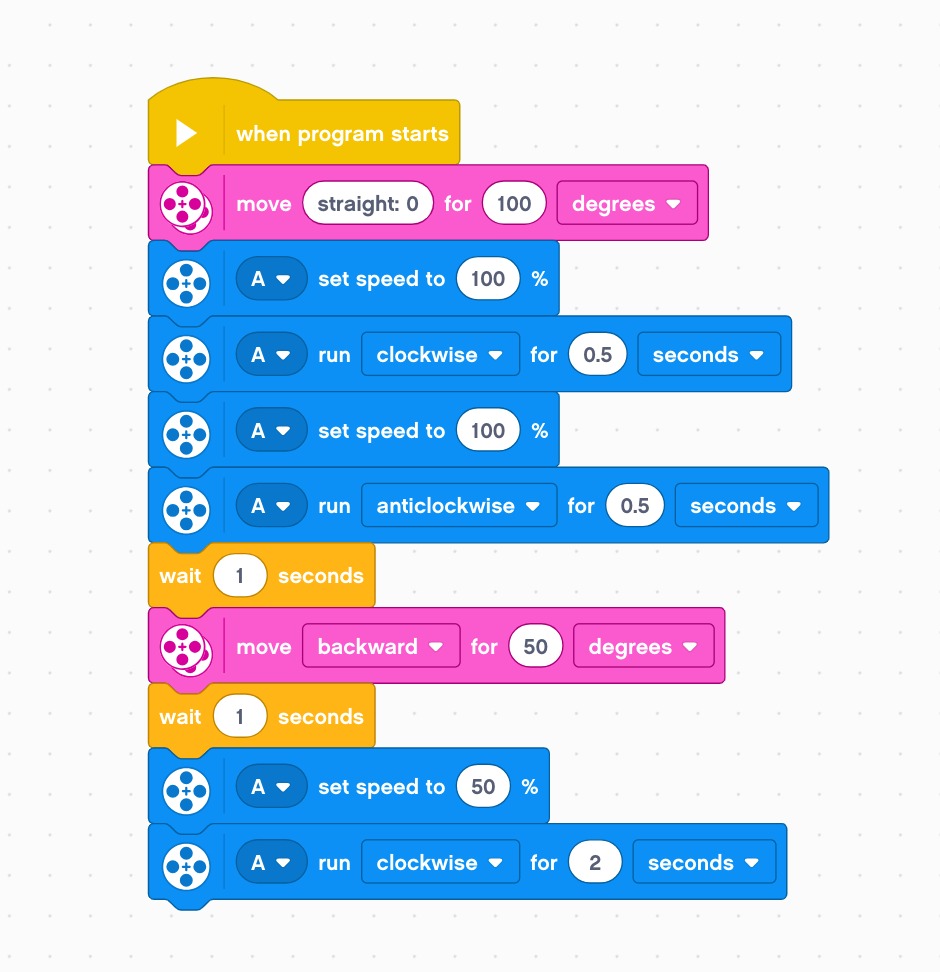 when program starts
move straight: 0 for 100 degrees
A set speed to 100 %
A run clockwise for 0.5 seconds
A set speed to 100 %
A run anticlockwise for 0.5 seconds
wait 1 seconds
move backward for 50 degrees
wait 1 seconds
A set speed to 50 %
A run clockwise for 2 seconds